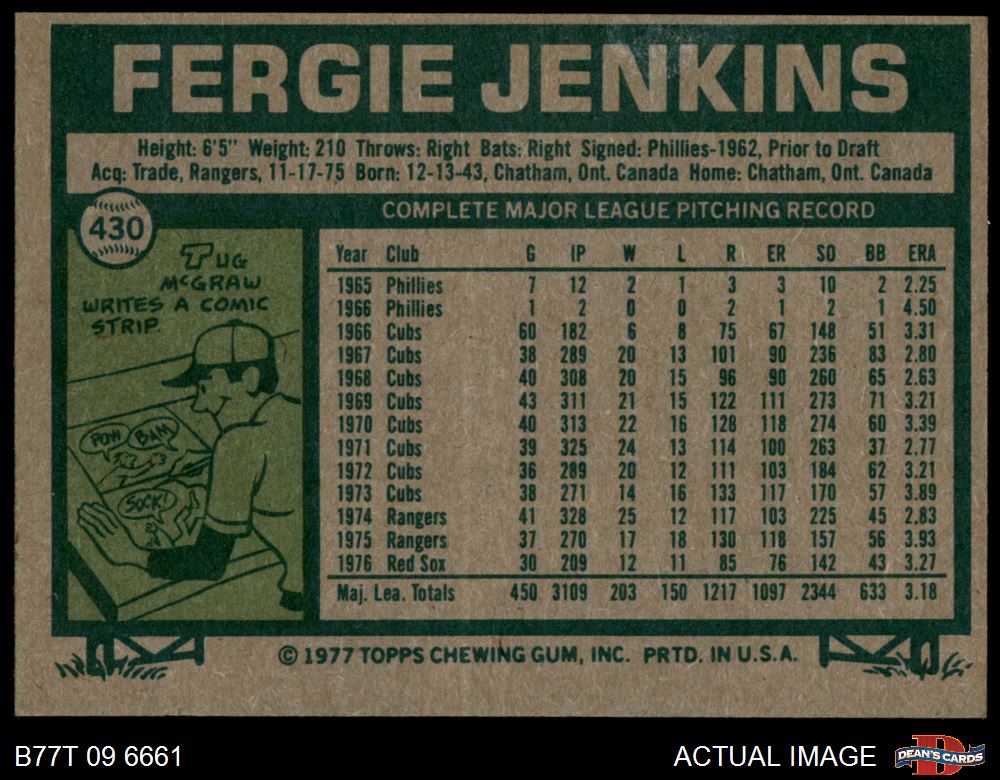 FERGIE JENKINS
Height: 6'5" Weight: 210 Throws: Right Bats: Right Signed: Phillies-1962, Prior to Draft
Acq: Trade, Rangers, 11-17-75 Born: 12-13-43, Chatham, Ont. Canada Home: Chatham, Ont. Canada
430
TUG
McGRAW
WRITES A COMIC
STRIP.
POW BAM
SOCK!
COMPLETE MAJOR LEAGUE PITCHING RECORD
Year Club G IP W L R ER SO BB ERA
1965 Phillies 7 12 2 1 3 3 10 2 2.25
1966 Phillies 1 2 0 0 2 1 2 1 4.50
1966 Cubs 60 182 6 8 75 67 148 51 3.31
1967 Cubs 38 289 20 13 101 90 236 83 2.80
1968 Cubs 40 308 20 15 96 90 260 65 2.63
1969 Cubs 43 311 21 15 122 111 273 71 3.21
1970 Cubs 40 313 22 16 128 118 274 60 3.39
1971 Cubs 39 325 24 13 114 100 263 37 2.77
1972 Cubs 36 289 20 12 111 103 184 62 3.21
1973 Cubs 38 271 14 16 133 117 170 57 3.89
1974 Rangers 41 328 25 12 117 103 225 45 2.83
1975 Rangers 37 270 17 18 130 118 157 56 3.93
1976 Red Sox 30 209 12 11 85 76 142 43 3.27
Maj. Lea. Totals 450 3109 203 150 1217 1097 2344 633 3.18
© 1977 TOPPS CHEWING GUM, INC. PRTD. IN U.S.A.
B77T 09 6661
ACTUAL IMAGE
D
DEAN'S CARDS